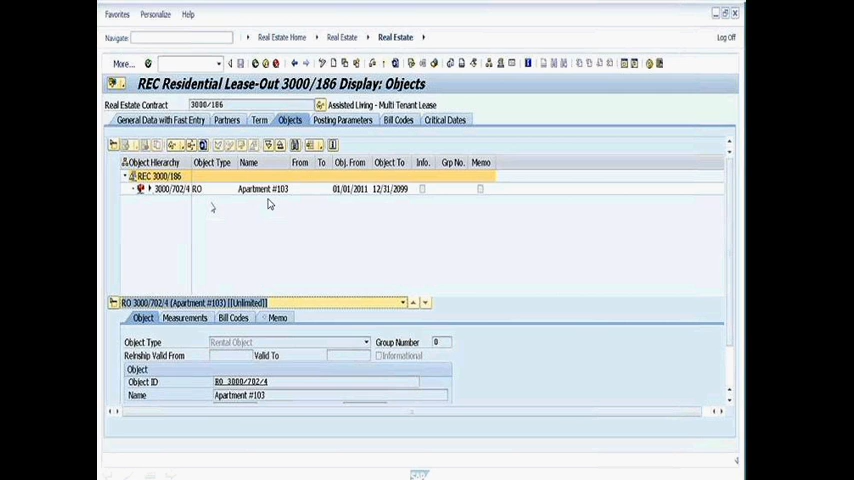 Favorites Personalize Help
Navigate: Real Estate Home Real Estate Real Estate Log Off
More...
REC Residential Lease-Out 3000/186 Display: Objects
Real Estate Contract 3000/186 Assisted Living - Multi Tenant Lease
General Data with Fast Entry Partners Term Objects Posting Parameters Bill Codes Critical Dates
Object Hierarchy Object Type Name From To Obj. From Object To Info. Grp No. Memo
REC 3000/186
3000/702/4 RO Apartment #103 01/01/2011 12/31/2099
RO 3000/702/4 (Apartment #103) [[Unlimited]]
Object Measurements Bill Codes Memo
Object Type Rental Object Group Number 0
Relnship Valid From Valid To Informational
Object
Object ID RO 3000/702/4
Name Apartment #103
SAP